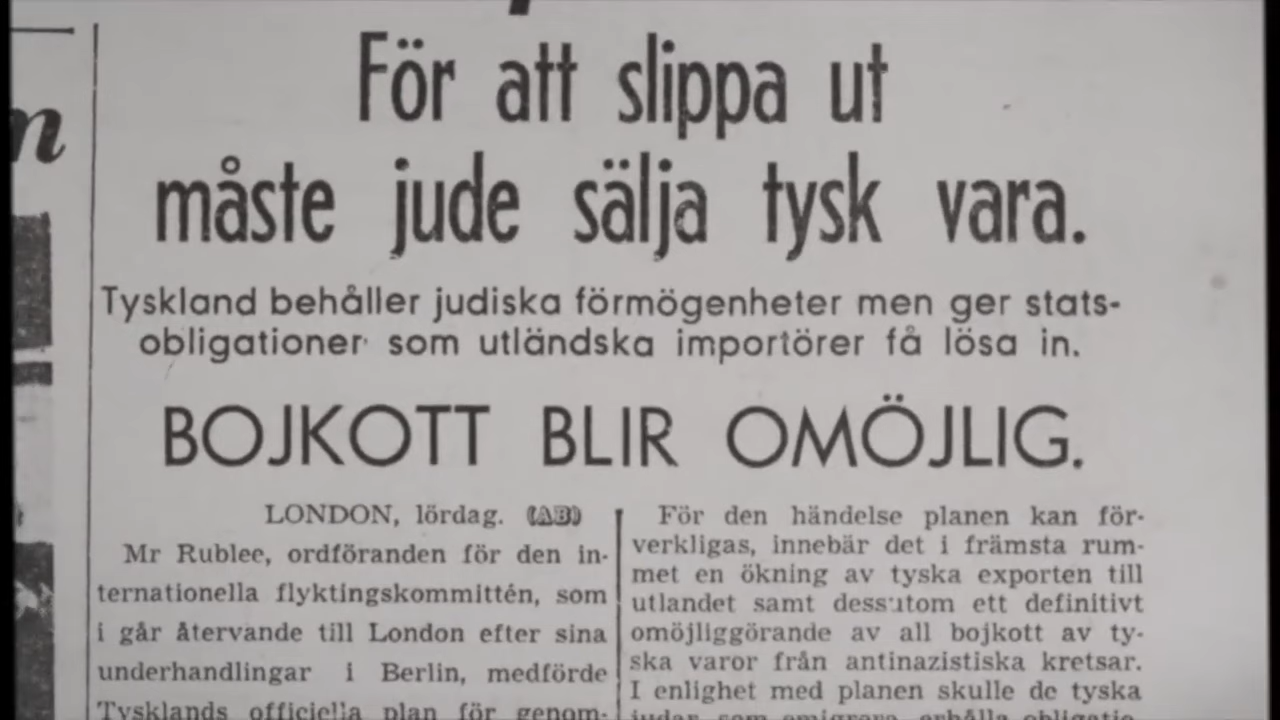 n
För att slippa ut
måste jude sälja tysk vara.
Tyskland behåller judiska förmögenheter men ger stats-
obligationer som utländska importörer få lösa in.
BOJKOTT BLIR OMÖJLIG.
LONDON, lördag. (AB)
Mr Rublee, ordföranden för den in-
ternationella flyktingskommittén, som
i går återvande till London efter sina
underhandlingar i Berlin, medförde
Tysklands officiella plan för genom-
För den händelse planen kan för-
verkligas, innebär det i främsta rum-
met en ökning av tyska exporten till
utlandet samt dessutom ett definitivt
omöjliggörande av all bojkott av ty-
ska varor från antinazistiska kretsar.
I enlighet med planen skulle de tyska
judar som emigrera erhålla obligatio-